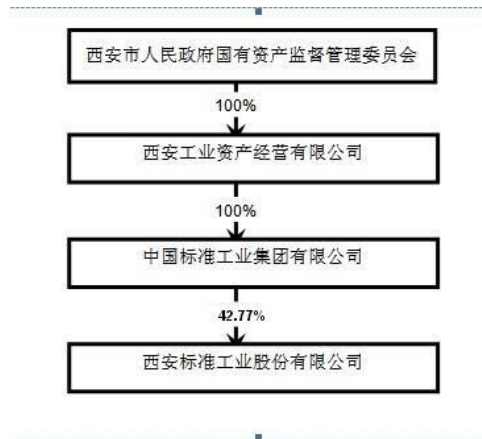 西安市人民政府国有资产监督管理委员会
100%
西安工业资产经营有限公司
100%
中国标准工业集团有限公司
42.77%
西安标准工业股份有限公司